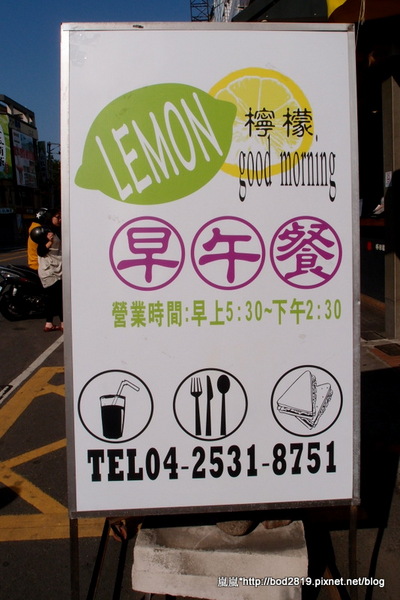 LEMON
檸檬,
good morning
早午餐
營業時間:早上5:30~下午2:30
TEL04-2531-8751
嵐嵐"http://bod2819.pixnet.net/blog